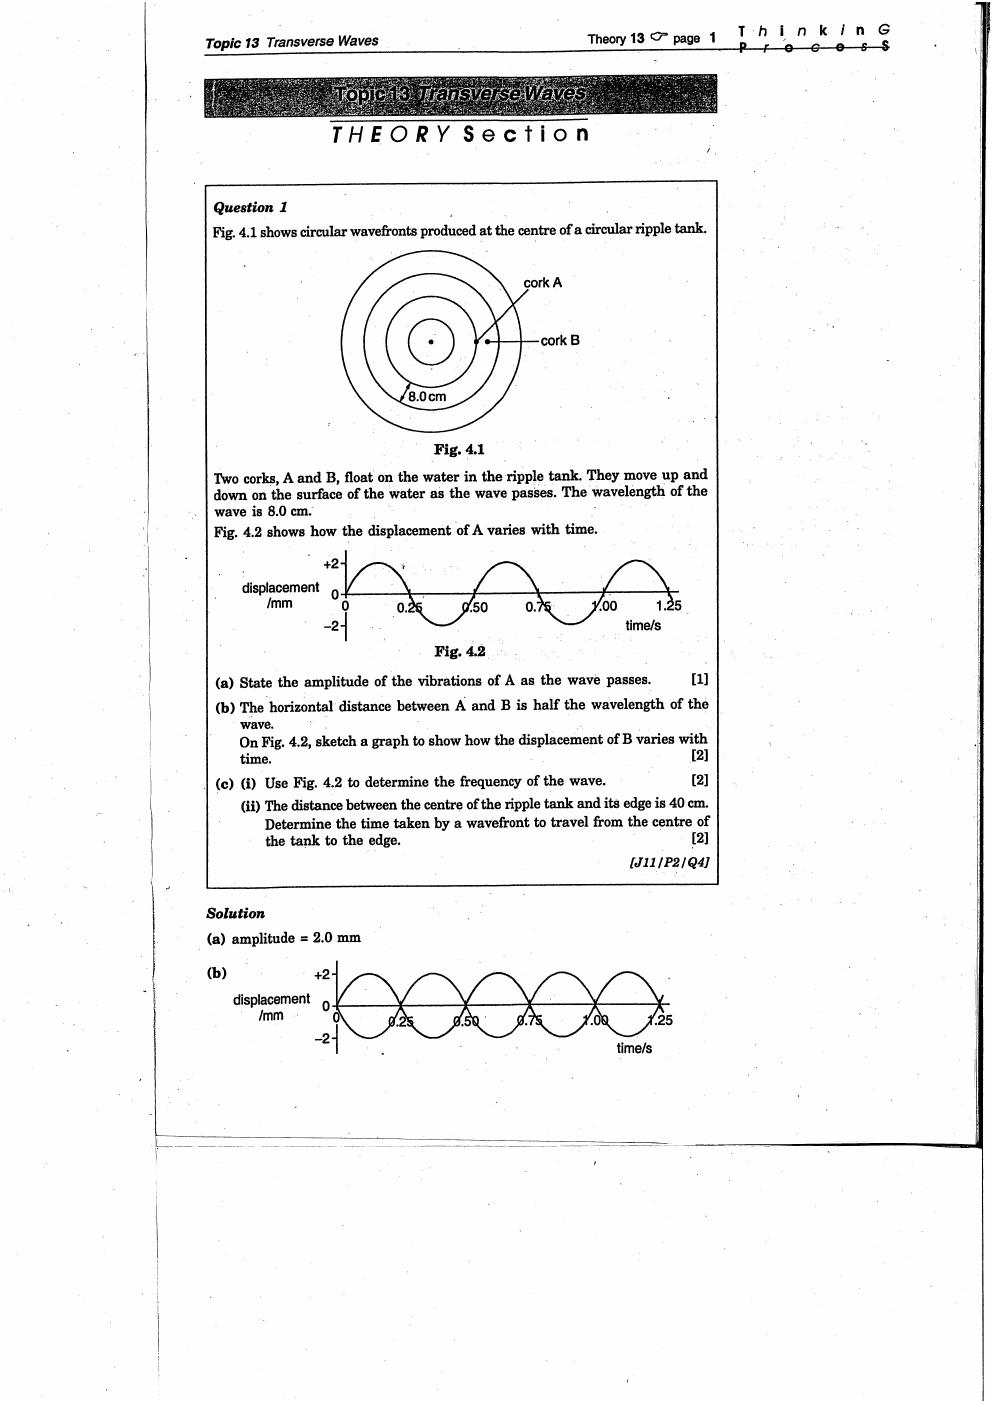 Topic 13 Transverse Waves
Theory 13 ☞ page 1
ThinkinG
ProcesS
Topic 13 Transverse Waves
THEORY Section
Question 1
Fig. 4.1 shows circular wavefronts produced at the centre of a circular ripple tank.
cork A
cork B
8.0 cm
Fig. 4.1
Two corks, A and B, float on the water in the ripple tank. They move up and
down on the surface of the water as the wave passes. The wavelength of the
wave is 8.0 cm.
Fig. 4.2 shows how the displacement of A varies with time.
+2
displacement
/mm
0
0 0.25 0.50 0.75 1.00 1.25
−2
time/s
Fig. 4.2
(a) State the amplitude of the vibrations of A as the wave passes. [1]
(b) The horizontal distance between A and B is half the wavelength of the
wave.
On Fig. 4.2, sketch a graph to show how the displacement of B varies with
time. [2]
(c) (i) Use Fig. 4.2 to determine the frequency of the wave. [2]
(ii) The distance between the centre of the ripple tank and its edge is 40 cm.
Determine the time taken by a wavefront to travel from the centre of
the tank to the edge. [2]
[J11/P2/Q4]
Solution
(a) amplitude = 2.0 mm
(b)
+2
displacement
/mm
0
0 0.25 0.50 0.75 1.00 1.25
−2
time/s